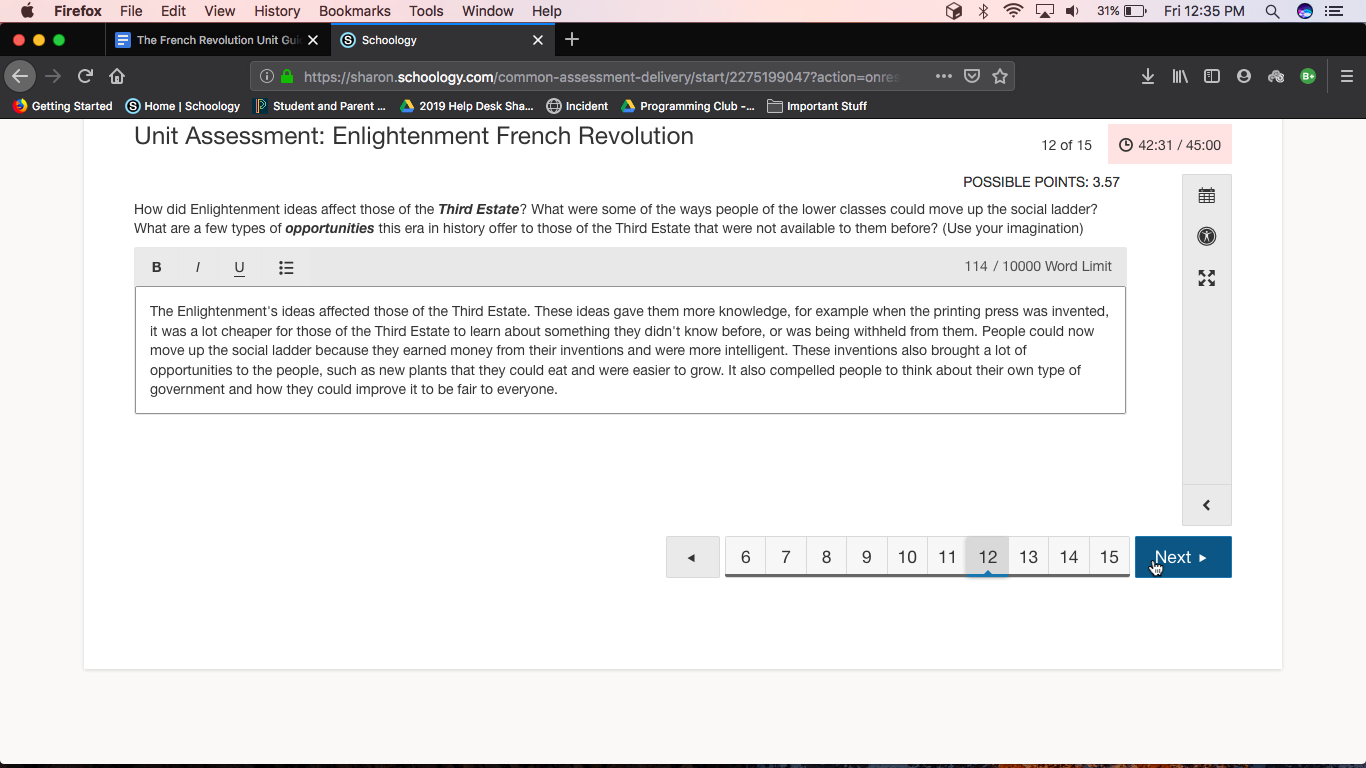 Firefox File Edit View History Bookmarks Tools Window Help 31% Fri 12:35 PM
The French Revolution Unit Gui Schoology
https://sharon.schoology.com/common-assessment-delivery/start/2275199047?action=onres
Getting Started Home | Schoology Student and Parent ... 2019 Help Desk Sha... Incident Programming Club -... Important Stuff
Unit Assessment: Enlightenment French Revolution
12 of 15 42:31 / 45:00
POSSIBLE POINTS: 3.57
How did Enlightenment ideas affect those of the Third Estate? What were some of the ways people of the lower classes could move up the social ladder?
What are a few types of opportunities this era in history offer to those of the Third Estate that were not available to them before? (Use your imagination)
B I U 114 / 10000 Word Limit
The Enlightenment's ideas affected those of the Third Estate. These ideas gave them more knowledge, for example when the printing press was invented,
it was a lot cheaper for those of the Third Estate to learn about something they didn't know before, or was being withheld from them. People could now
move up the social ladder because they earned money from their inventions and were more intelligent. These inventions also brought a lot of
opportunities to the people, such as new plants that they could eat and were easier to grow. It also compelled people to think about their own type of
government and how they could improve it to be fair to everyone.
6 7 8 9 10 11 12 13 14 15 Next